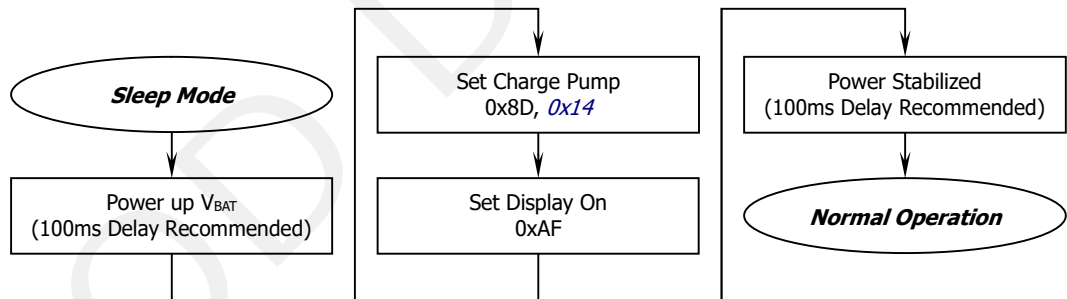 Sleep Mode
Power up VBAT
(100ms Delay Recommended)
Set Charge Pump
0x8D, 0x14
Set Display On
0xAF
Power Stabilized
(100ms Delay Recommended)
Normal Operation